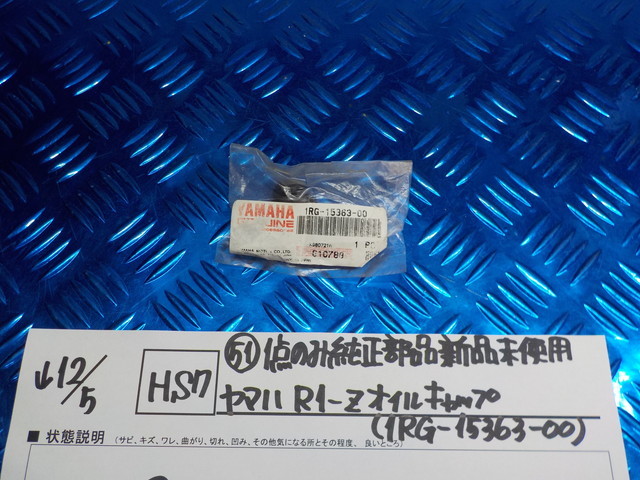 YAMAHA 1RG-15363-00
GENUINE
1 PC
C10789
↓12/5
HS7
(51)1点のみ純正部品新品未使用
ヤマハ R1-Z オイルキャップ
(1RG-15363-00)
■ 状態説明 (サビ、キズ、ワレ、曲がり、切れ、凹み、その他気になる所とその程度、良いところ)